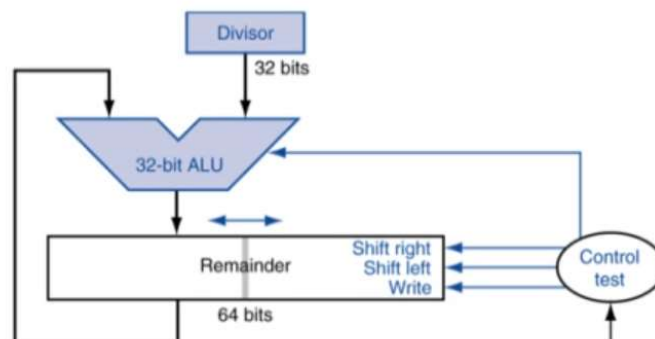 Divisor
32 bits
32-bit ALU
Remainder
Shift right
Shift left
Write
Control
test
64 bits